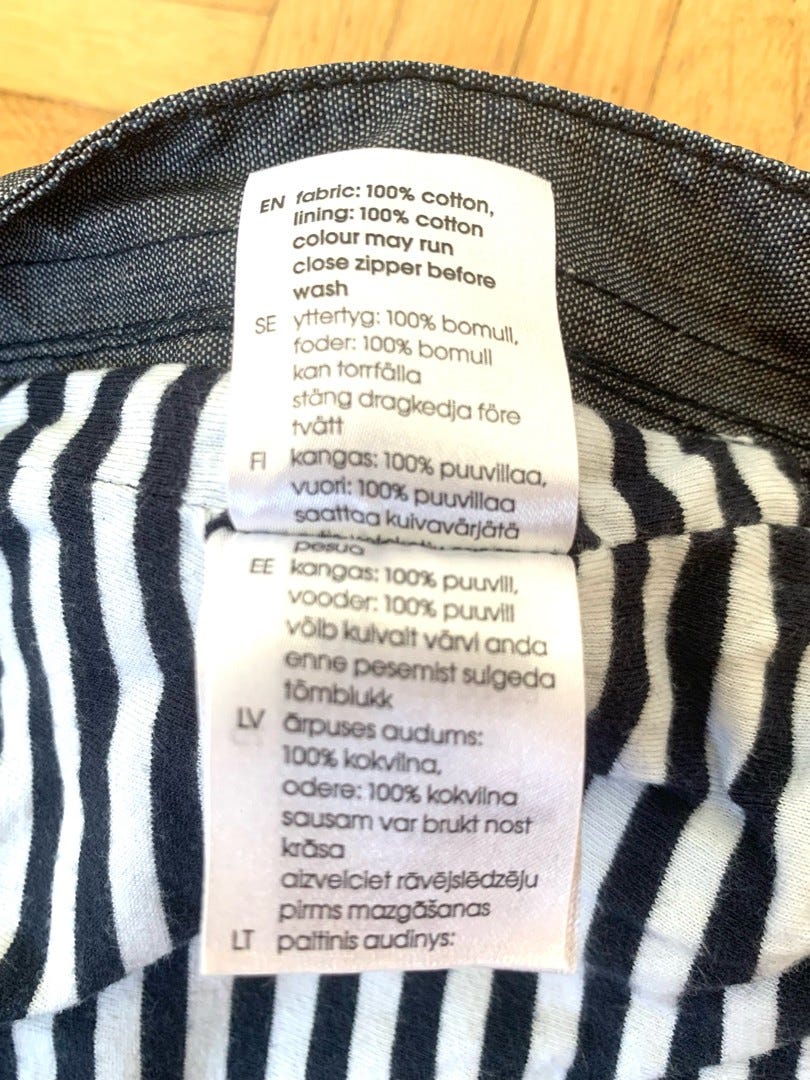 EN fabric: 100% cotton,
lining: 100% cotton
colour may run
close zipper before
wash
SE yttertyg: 100% bomull,
foder: 100% bomull
kan torrfälla
stäng dragkedja före
tvätt
FI kangas: 100% puuvillaa,
vuori: 100% puuvillaa
saattaa kuivavärjätä
pesua
EE kangas: 100% puuvill,
vooder: 100% puuvill
võib kuivalt värvi anda
enne pesemist sulgeda
tõmblukk
LV ārpuses audums:
100% kokvilna,
odere: 100% kokvilna
sausam var brukt nost
krāsa
aizvelciet rāvējslēdzēju
pirms mazgāšanas
LT paltinis audinys: